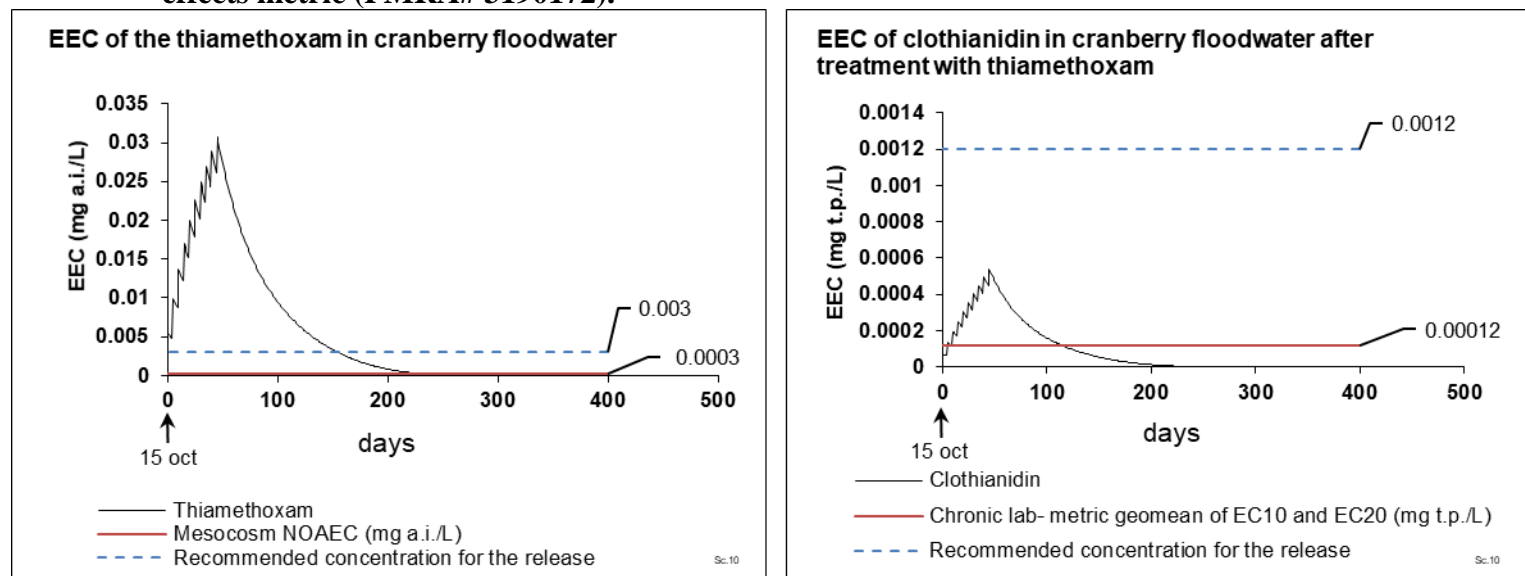 effects metric (PMRA# 3190172).
EEC of the thiamethoxam in cranberry floodwater
EEC (mg a.i./L)
0.035
0.03
0.025
0.02
0.015
0.01
0.005
0
0.003
0.0003
0 100 200 300 400 500
days
15 oct
Thiamethoxam
Mesocosm NOAEC (mg a.i./L)
Recommended concentration for the release
Sc.10
EEC of clothianidin in cranberry floodwater after
treatment with thiamethoxam
EEC (mg t.p./L)
0.0014
0.0012
0.001
0.0008
0.0006
0.0004
0.0002
0
0.0012
0.00012
0 100 200 300 400 500
days
15 oct
Clothianidin
Chronic lab- metric geomean of EC10 and EC20 (mg t.p./L)
Recommended concentration for the release
Sc.10